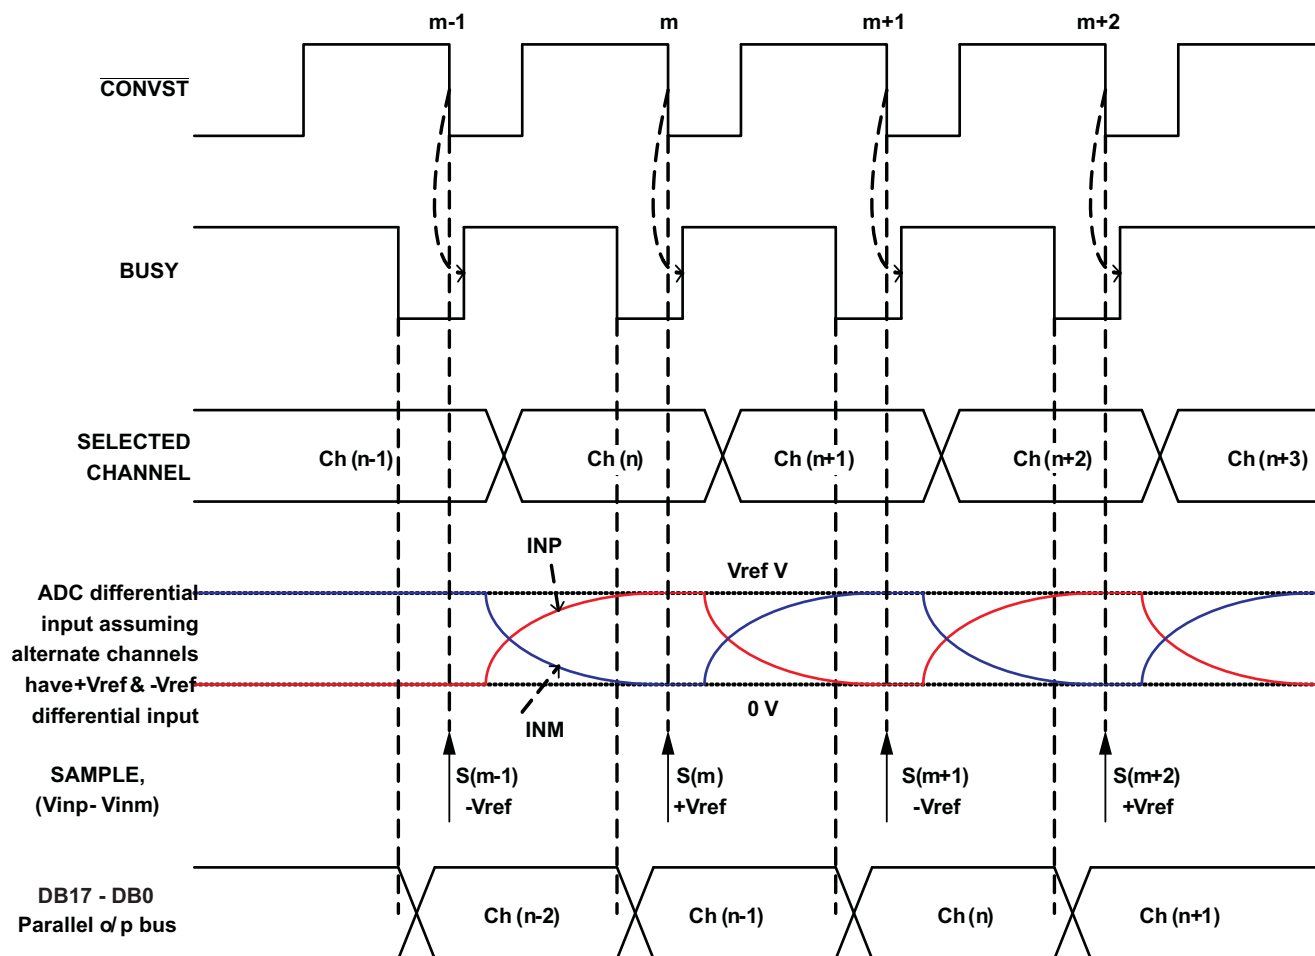 m-1 m m+1 m+2
CONVST
BUSY
SELECTED
CHANNEL
Ch (n-1) Ch (n) Ch (n+1) Ch (n+2) Ch (n+3)
INP
Vref V
ADC differential
input assuming
alternate channels
have+Vref & -Vref
differential input
INM
0 V
SAMPLE,
(Vinp- Vinm)
S(m-1)
-Vref
S(m)
+Vref
S(m+1)
-Vref
S(m+2)
+Vref
DB17 - DB0
Parallel o/p bus
Ch (n-2) Ch (n-1) Ch (n) Ch (n+1)